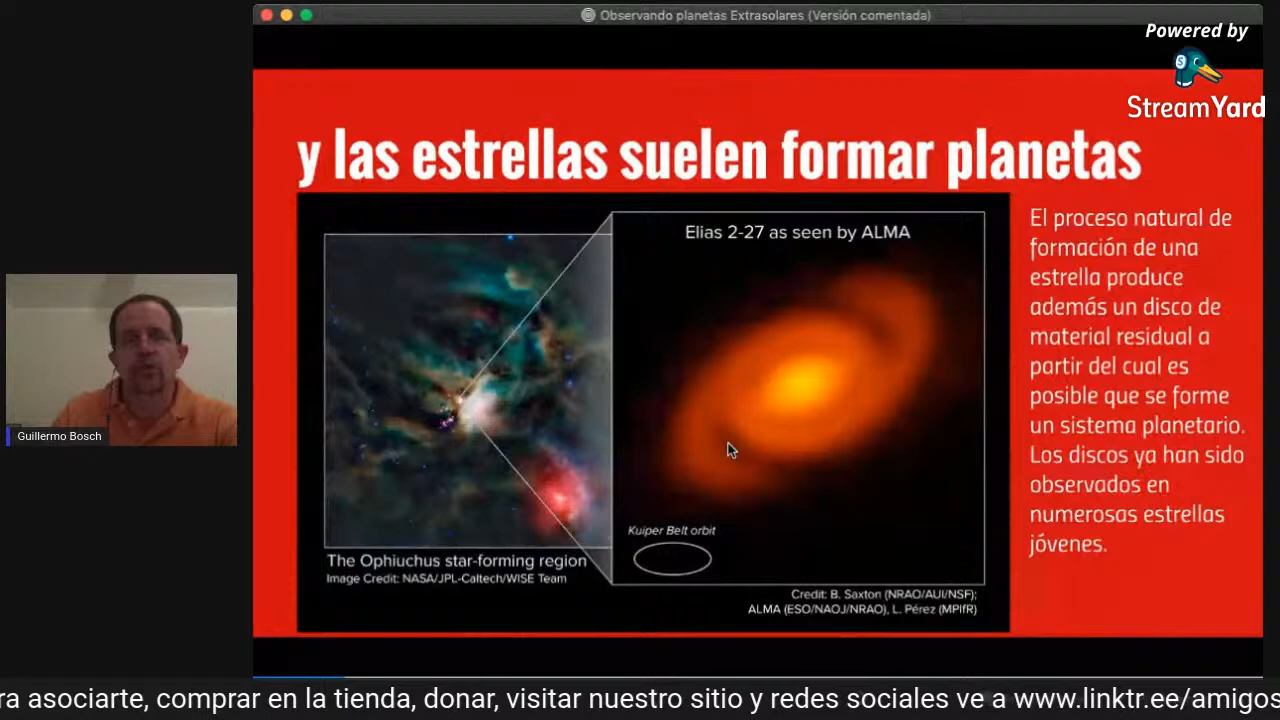 Observando planetas Extrasolares (Versión comentada)
Powered by
StreamYard
y las estrellas suelen formar planetas
Elias 2-27 as seen by ALMA
Kuiper Belt orbit
The Ophiuchus star-forming region
Image Credit: NASA/JPL-Caltech/WISE Team
Credit: B. Saxton (NRAO/AUI/NSF);
ALMA (ESO/NAOJ/NRAO), L. Pérez (MPIfR)
El proceso natural de
formación de una
estrella produce
además un disco de
material residual a
partir del cual es
posible que se forme
un sistema planetario.
Los discos ya han sido
observados en
numerosas estrellas
jóvenes.
Guillermo Bosch
ra asociarte, comprar en la tienda, donar, visitar nuestro sitio y redes sociales ve a www.linktr.ee/amigos